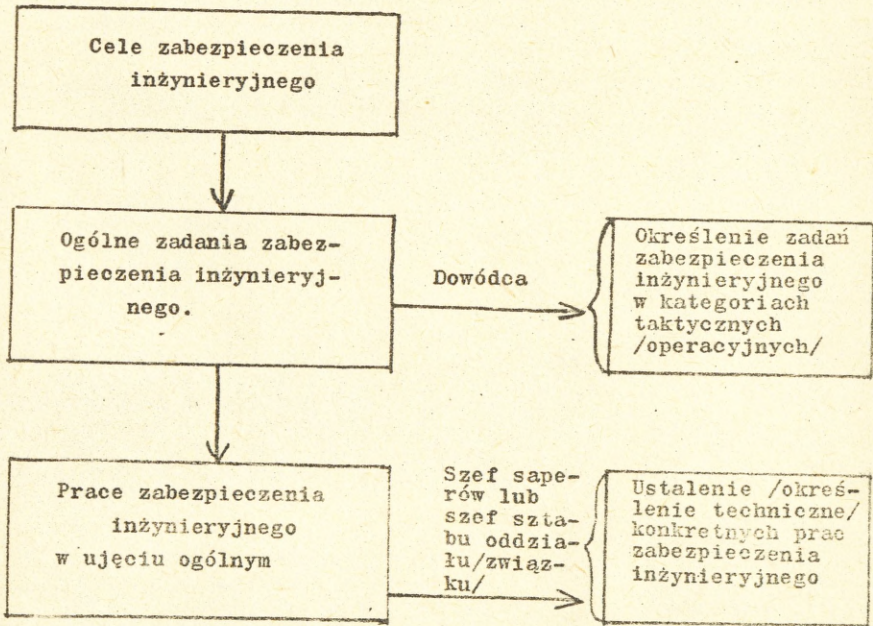 Cele zabezpieczenia
inżynieryjnego
Ogólne zadania zabez-
pieczenia inżynieryj-
nego.
Dowódca
Określenie zadań
zabezpieczenia
inżynieryjnego
w kategoriach
taktycznych
/operacyjnych/
Prace zabezpieczenia
inżynieryjnego
w ujęciu ogólnym
Szef sape-
rów lub
szef szta-
bu oddzia-
łu/związ-
ku/
Ustalenie /okreś-
lenie techniczne/
konkretnych prac
zabezpieczenia
inżynieryjnego